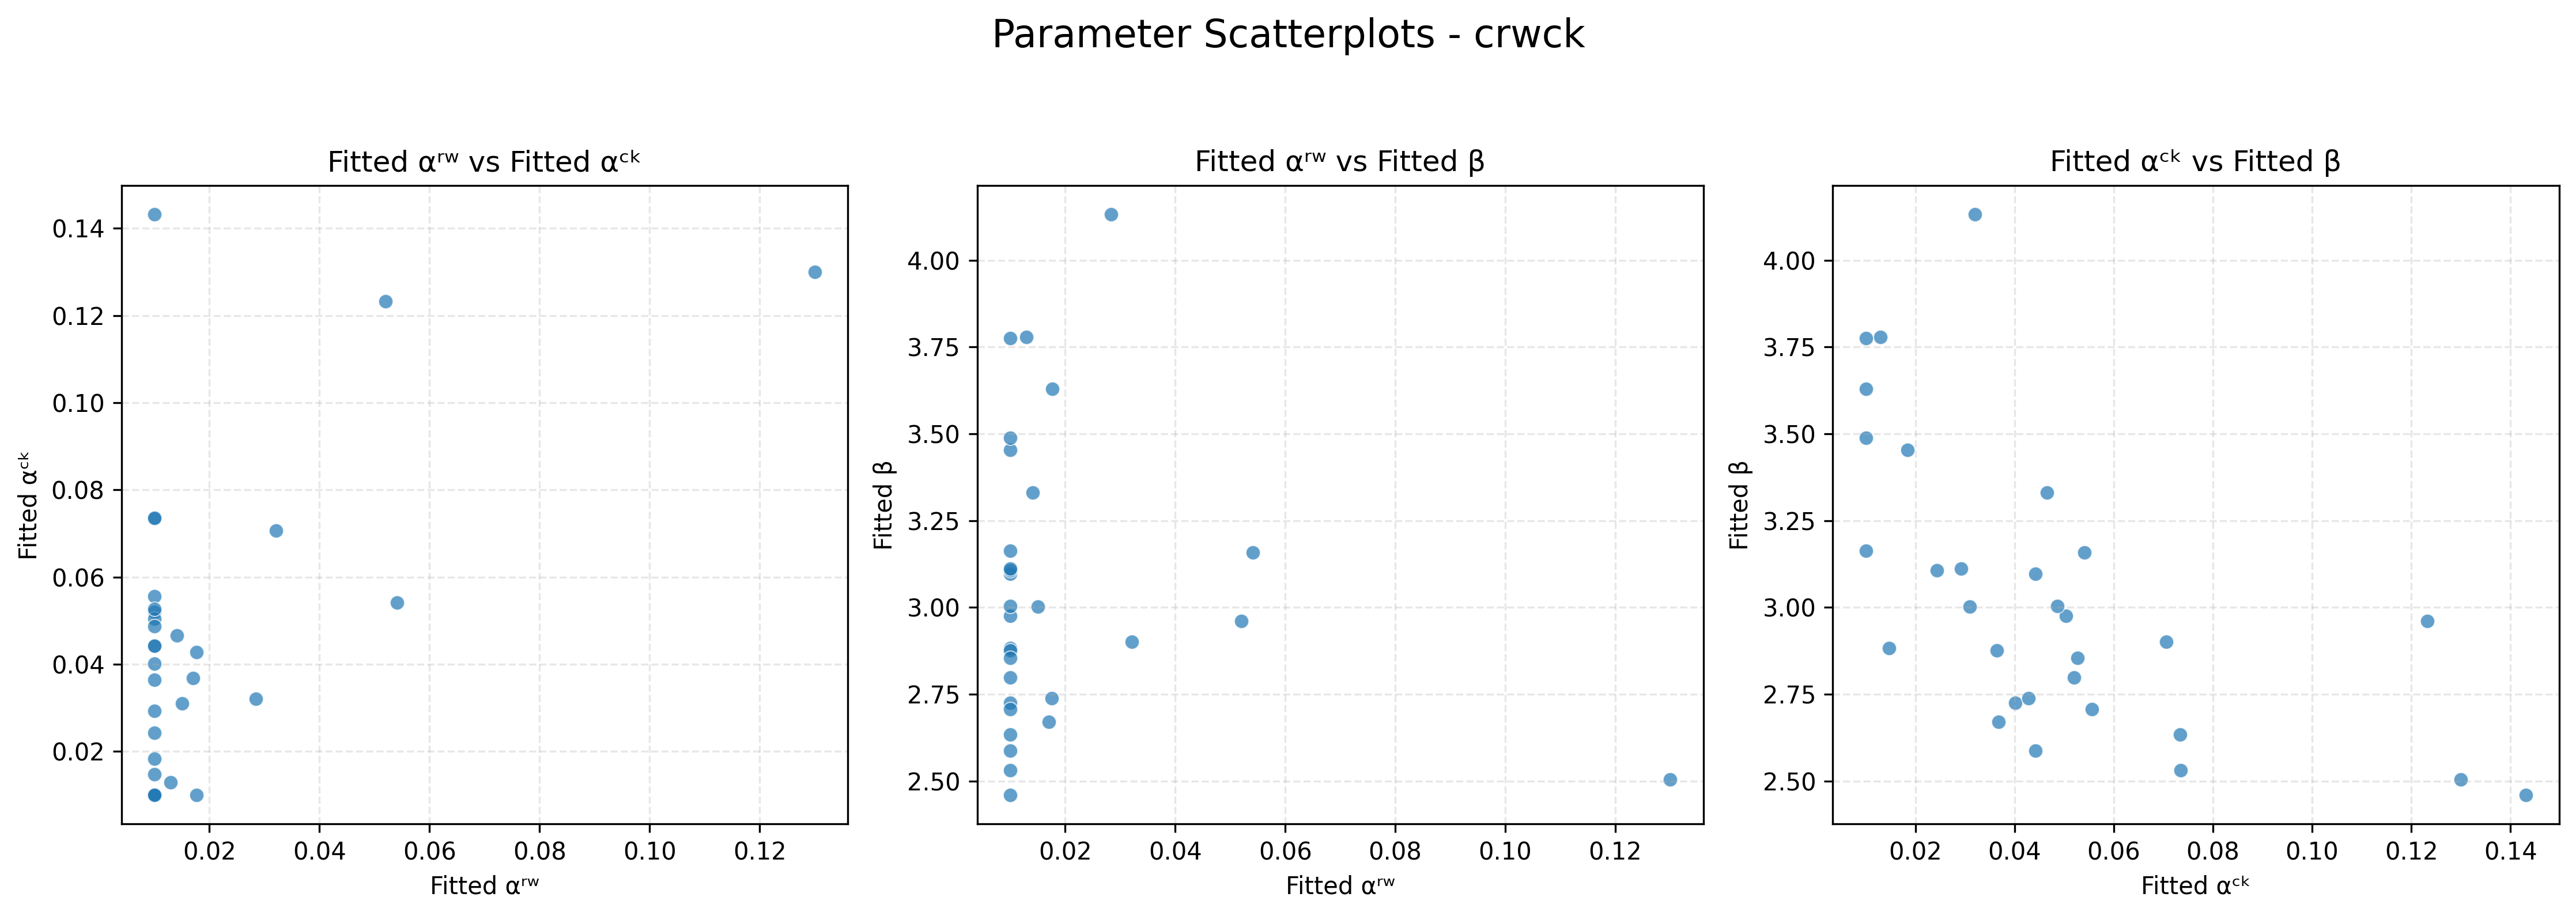 Parameter Scatterplots - crwck
Fitted αʳʷ vs Fitted αᶜᵏ
Fitted αᶜᵏ
0.14
0.12
0.10
0.08
0.06
0.04
0.02
0.02 0.04 0.06 0.08 0.10 0.12
Fitted αʳʷ
Fitted αʳʷ vs Fitted β
Fitted β
4.00
3.75
3.50
3.25
3.00
2.75
2.50
0.02 0.04 0.06 0.08 0.10 0.12
Fitted αʳʷ
Fitted αᶜᵏ vs Fitted β
Fitted β
4.00
3.75
3.50
3.25
3.00
2.75
2.50
0.02 0.04 0.06 0.08 0.10 0.12 0.14
Fitted αᶜᵏ